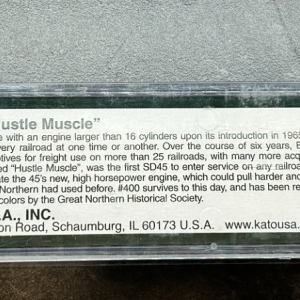 ustle Muscle”
e with an engine larger than 16 cylinders upon its introduction in 1965
very railroad at one time or another. Over the course of six years, E
tives for freight use on more than 25 railroads, with many more acq
ed “Hustle Muscle”, was the first SD45 to enter service on any railroa
ate the 45's new, high horsepower engine, which could pull harder and
Northern had used before. #400 survives to this day, and has been re
colors by the Great Northern Historical Society.
.A., INC.
on Road, Schaumburg, IL 60173 U.S.A. www.katousa.